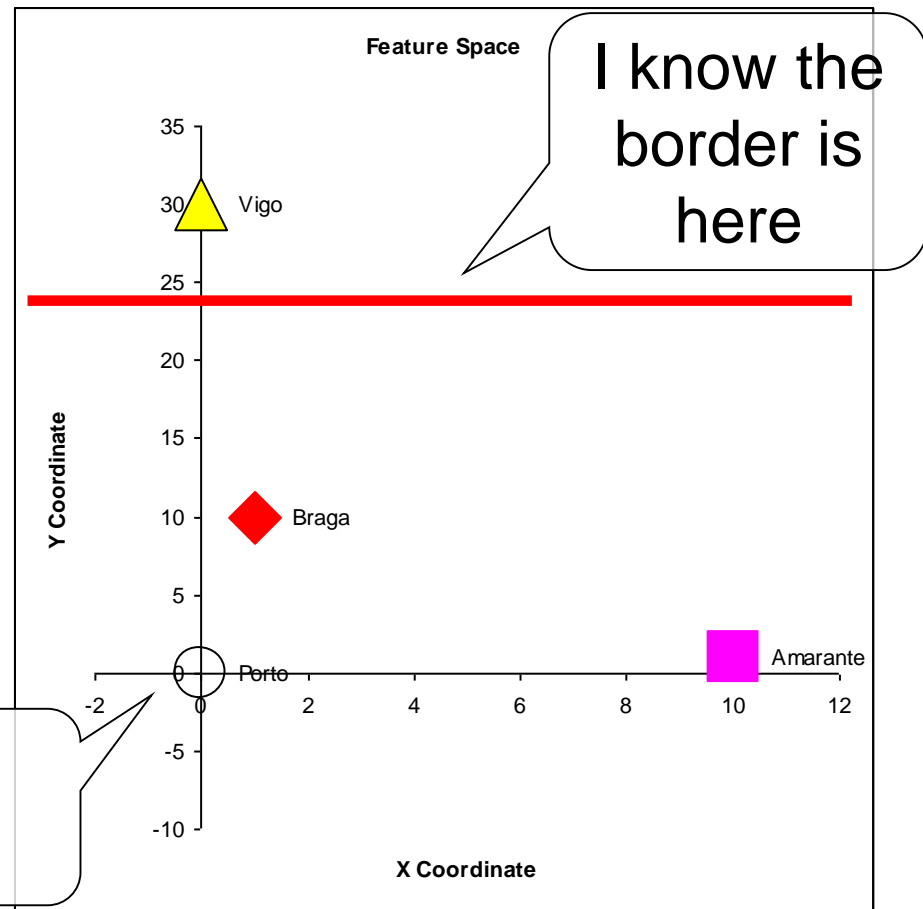 Feature Space
I know the
border is
here
35
30
Vigo
25
20
15
10
Braga
5
0
Porto
Amarante
-2
0
2
4
6
8
10
12
-5
-10
Y Coordinate
X Coordinate